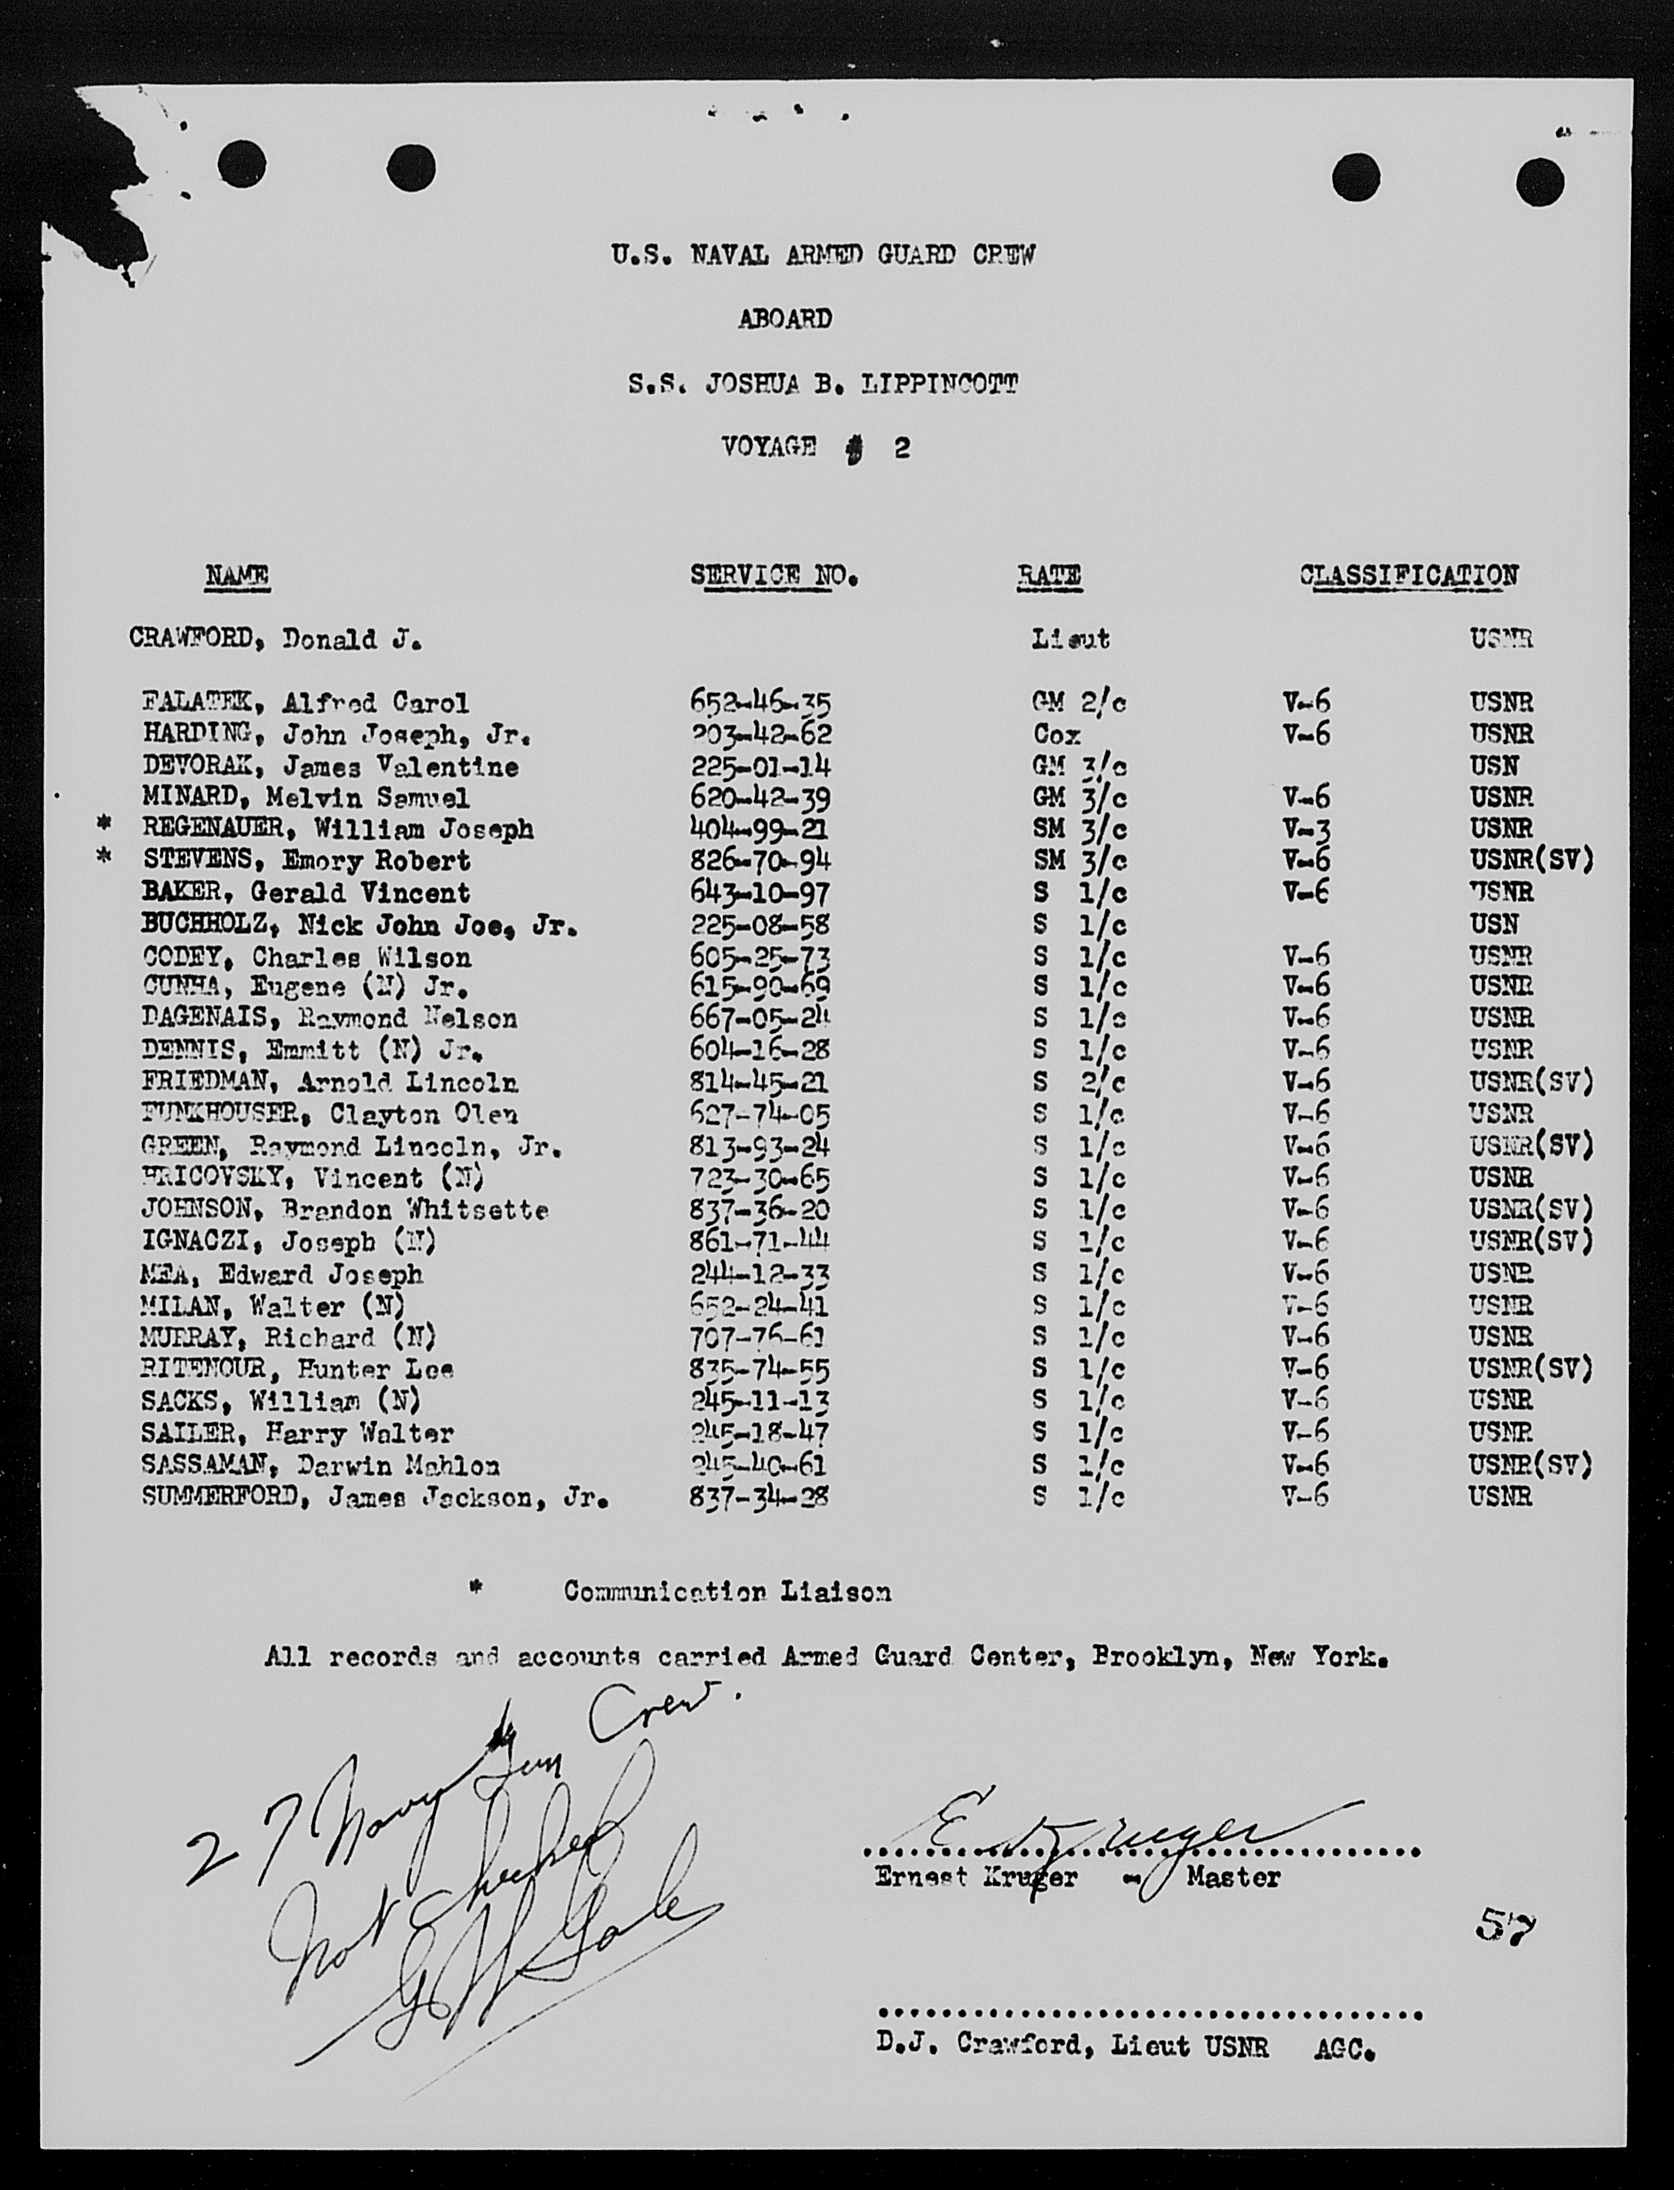 U.S. NAVAL ARMED GUARD CREW
ABOARD
S.S. JOSHUA B. LIPPINCOTT
VOYAGE # 2
NAME SERVICE NO. RATE CLASSIFICATION
CRAWFORD, Donald J. Lieut USNR
FALATEK, Alfred Carol 652-46-35 GM 2/c V-6 USNR
HARDING, John Joseph, Jr. 203-42-62 Cox V-6 USNR
DEVORAK, James Valentine 225-01-14 GM 3/c USN
MINARD, Melvin Samuel 620-42-39 GM 3/c V-6 USNR
* REGENAUER, William Joseph 404-99-21 SM 3/c V-3 USNR
* STEVENS, Emory Robert 826-70-94 SM 3/c V-6 USNR(SV)
BAKER, Gerald Vincent 643-10-97 S 1/c V-6 USNR
BUCHHOLZ, Nick John Joe, Jr. 225-08-58 S 1/c USN
CODEY, Charles Wilson 605-25-73 S 1/c V-6 USNR
CUNHA, Eugene (N) Jr. 615-90-69 S 1/c V-6 USNR
DAGENAIS, Raymond Nelson 667-05-24 S 1/c V-6 USNR
DENNIS, Emmitt (N) Jr. 604-16-28 S 1/c V-6 USNR
FRIEDMAN, Arnold Lincoln 814-45-21 S 2/c V-6 USNR(SV)
FUNKHOUSER, Clayton Olen 627-74-05 S 1/c V-6 USNR
GREEN, Raymond Lincoln, Jr. 813-93-24 S 1/c V-6 USNR(SV)
HRICOVSKY, Vincent (N) 723-30-65 S 1/c V-6 USNR
JOHNSON, Brandon Whitsette 837-36-20 S 1/c V-6 USNR(SV)
IGNACZI, Joseph (N) 861-71-44 S 1/c V-6 USNR(SV)
MEA, Edward Joseph 244-12-33 S 1/c V-6 USNR
MILAN, Walter (N) 652-24-41 S 1/c V-6 USNR
MURRAY, Richard (N) 707-76-61 S 1/c V-6 USNR
RITENOUR, Hunter Lee 835-74-55 S 1/c V-6 USNR(SV)
SACKS, William (N) 245-11-13 S 1/c V-6 USNR
SAILER, Harry Walter 245-18-47 S 1/c V-6 USNR
SASSAMAN, Darwin Mahlon 245-40-61 S 1/c V-6 USNR(SV)
SUMMERFORD, James Jackson, Jr. 837-34-28 S 1/c V-6 USNR
* Communication Liaison
All records and accounts carried Armed Guard Center, Brooklyn, New York.
27 Navy Gun Crew.
Not Checked
E Kruger
Ernest Kruger - Master
57
D.J. Crawford, Lieut USNR AGC.